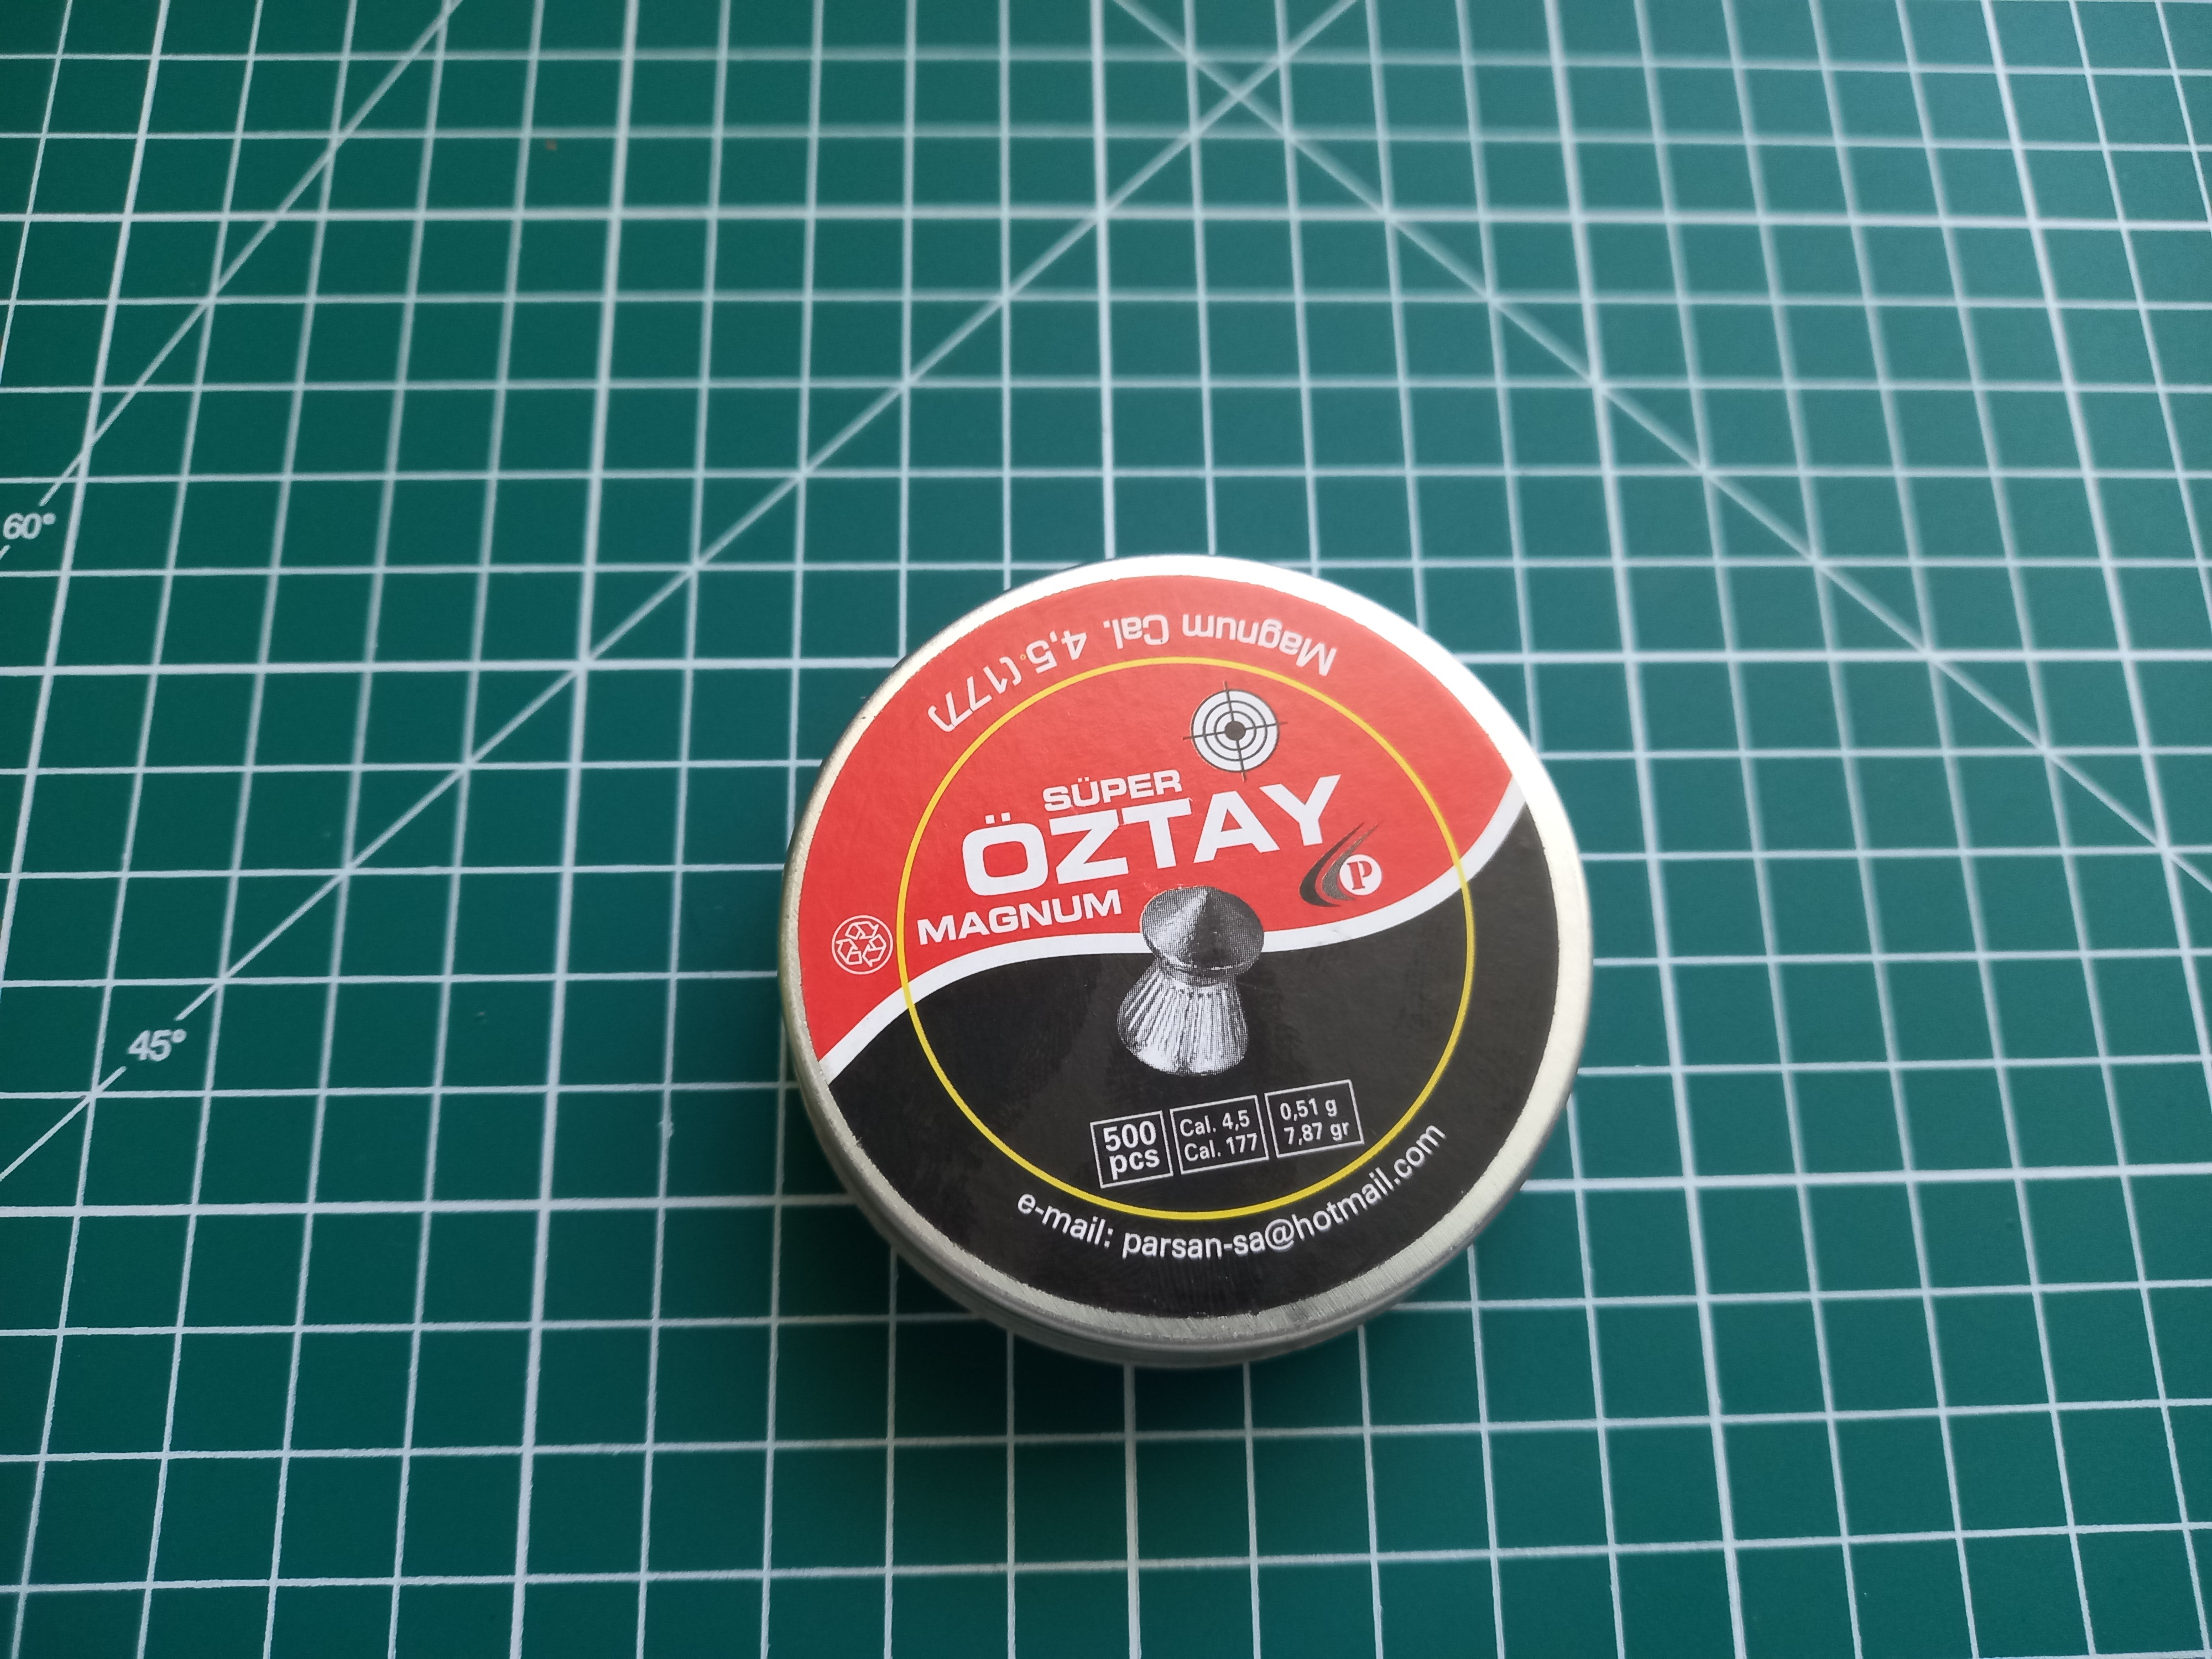 60°
45°
Magnum Cal. 4,5 (177)
SÜPER
ÖZTAY
MAGNUM
P
500
pcs
Cal. 4,5
Cal. 177
0,51 g
7,87 gr
e-mail: parsan-sa@hotmail.com